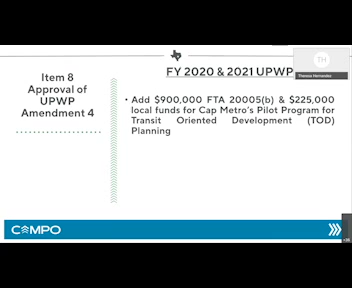 TH
Theresa Hernandez
FY 2020 & 2021 UPWP
Item 8
Approval of
UPWP
Amendment 4
• Add $900,000 FTA 20005(b) & $225,000
local funds for Cap Metro's Pilot Program for
Transit Oriented Development (TOD)
Planning
CAMPO